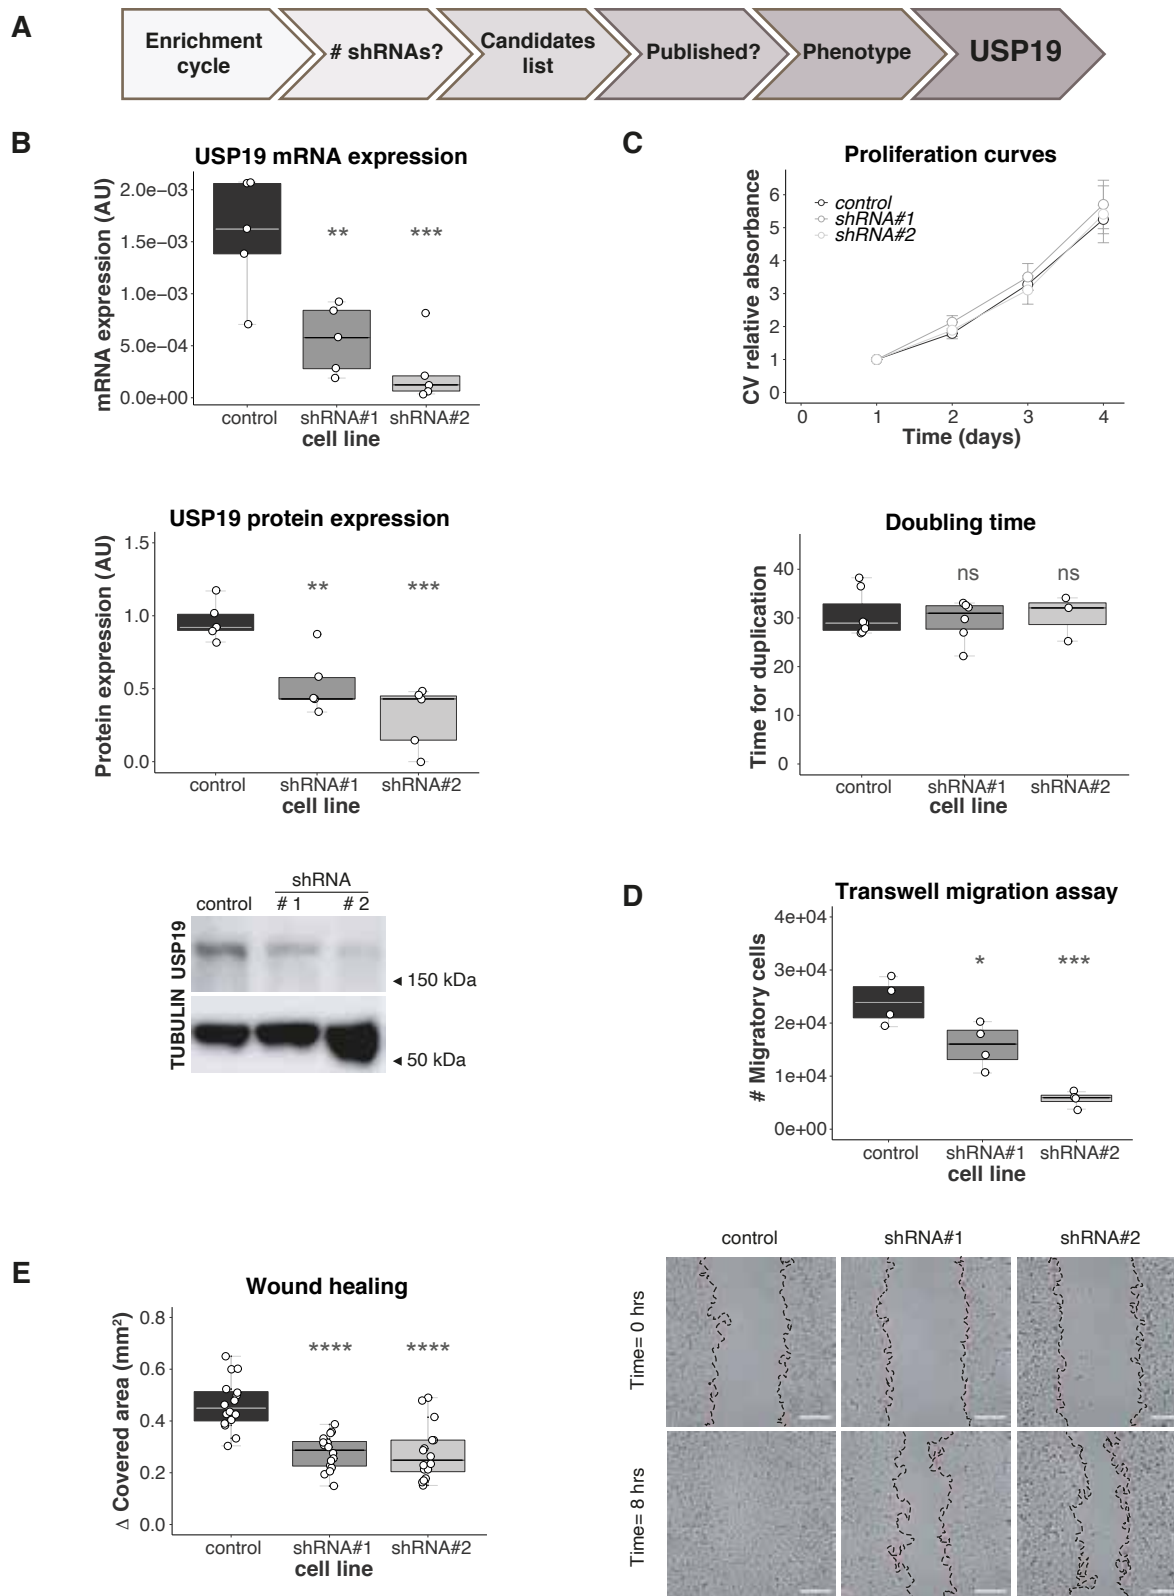 A
Enrichment
cycle
# shRNAs?
Candidates
list
Published?
Phenotype
USP19
B
USP19 mRNA expression
mRNA expression (AU)
2.0e−03
1.5e−03
1.0e−03
5.0e−04
0.0e+00
**
***
control
shRNA#1
shRNA#2
cell line
USP19 protein expression
Protein expression (AU)
1.5
1.0
0.5
0.0
**
***
control
shRNA#1
shRNA#2
cell line
shRNA
control
# 1
# 2
USP19
TUBULIN
◄ 150 kDa
◄ 50 kDa
C
Proliferation curves
CV relative absorbance
6
5
4
3
2
1
0
control
shRNA#1
shRNA#2
0
1
2
3
4
Time (days)
Doubling time
Time for duplication
40
30
20
10
0
ns
ns
control
shRNA#1
shRNA#2
cell line
D
Transwell migration assay
# Migratory cells
4e+04
3e+04
2e+04
1e+04
0e+00
*
***
control
shRNA#1
shRNA#2
cell line
E
Wound healing
Δ Covered area (mm²)
0.8
0.6
0.4
0.2
0.0
****
****
control
shRNA#1
shRNA#2
cell line
control
shRNA#1
shRNA#2
Time= 0 hrs
Time= 8 hrs